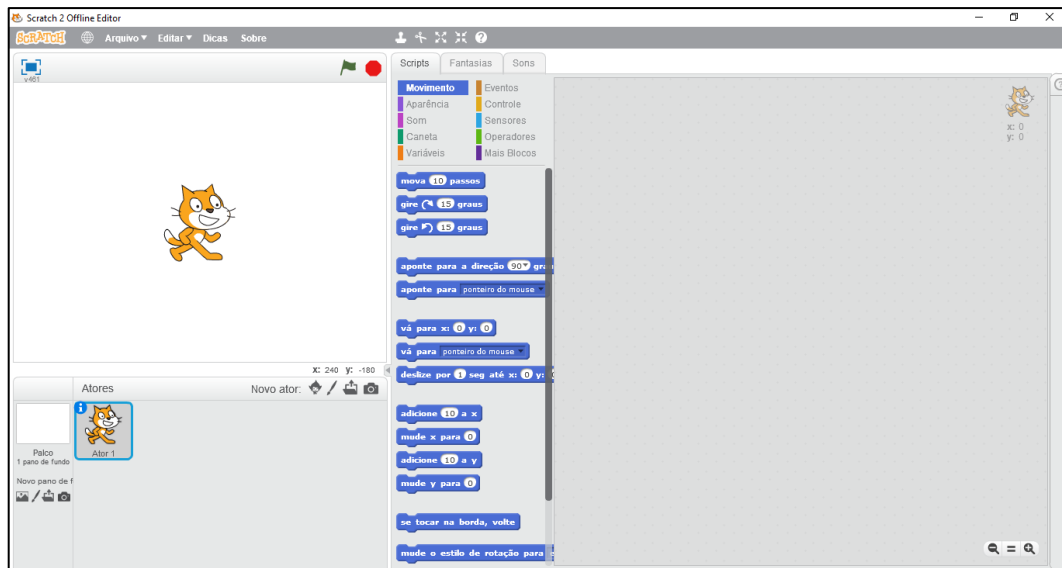 Scratch 2 Offline Editor
SCRATCH Arquivo Editar Dicas Sobre
v461
Scripts Fantasias Sons
Movimento Eventos
Aparência Controle
Som Sensores
Caneta Operadores
Variáveis Mais Blocos
mova 10 passos
gire 15 graus
gire 15 graus
aponte para a direção 90
aponte para ponteiro do mouse
vá para x: 0 y: 0
vá para ponteiro do mouse
deslize por 1 seg até x: 0 y:
adicione 10 a x
mude x para 0
adicione 10 a y
mude y para 0
se tocar na borda, volte
mude o estilo de rotação para
x: 0
y: 0
x: 240 y: -180
Atores Novo ator:
Ator 1
Palco
1 pano de fundo
Novo pano de f